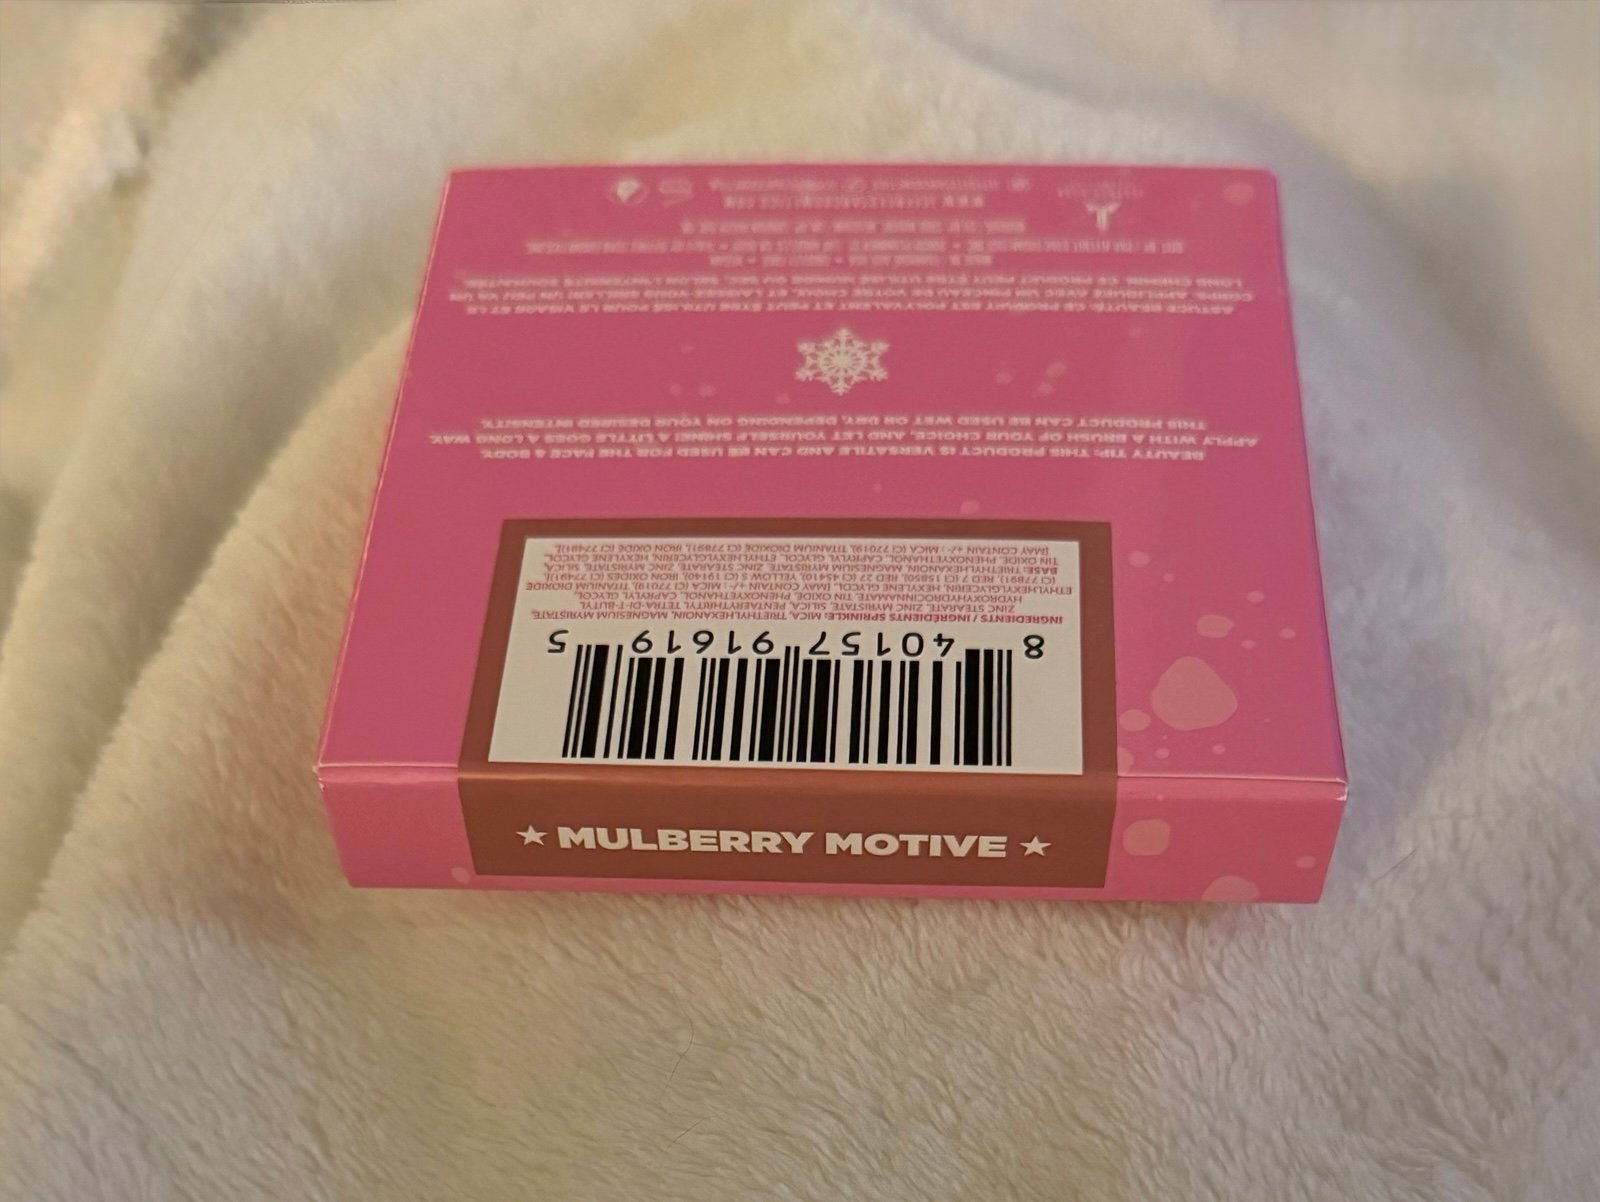 ★ MULBERRY MOTIVE ★
8 40157 91619 5
INGREDIENTS / INGRÉDIENTS SPRINKLE: MICA, TRIETHYLHEXANOIN, MAGNESIUM MYRISTATE,
ZINC STEARATE, ZINC MYRISTATE, SILICA, PENTAERYTHRITYL TETRA-DI-T-BUTYL
HYDROXYHYDROCINNAMATE, TIN OXIDE, PHENOXYETHANOL, CAPRYLYL GLYCOL,
ETHYLHEXYLGLYCERIN, HEXYLENE GLYCOL, [MAY CONTAIN +/- : MICA (CI 77019), TITANIUM DIOXIDE
(CI 77891), RED 7 (CI 15850), RED 27 (CI 45410), YELLOW 5 (CI 19140), IRON OXIDES (CI 77491)].
BASE: TRIETHYLHEXANOIN, MAGNESIUM MYRISTATE, ZINC STEARATE, ZINC MYRISTATE, SILICA,
TIN OXIDE, PHENOXYETHANOL, CAPRYLYL GLYCOL, ETHYLHEXYLGLYCERIN, HEXYLENE GLYCOL,
[MAY CONTAIN +/- : MICA (CI 77019), TITANIUM DIOXIDE (CI 77891), IRON OXIDE (CI 77491)].
BEAUTY TIP: THIS PRODUCT IS VERSATILE AND CAN BE USED FOR THE FACE & BODY.
APPLY WITH A BRUSH OF YOUR CHOICE, AND LET YOURSELF SHINE! A LITTLE GOES A LONG WAY.
THIS PRODUCT CAN BE USED WET OR DRY, DEPENDING ON YOUR DESIRED INTENSITY.
ASTUCE BEAUTÉ: CE PRODUIT EST POLYVALENT ET PEUT ÊTRE UTILISÉ POUR LE VISAGE ET LE
CORPS. APPLIQUEZ AVEC UN PINCEAU DE VOTRE CHOIX, ET LAISSEZ-VOUS BRILLER! UN PEU VA UN
LONG CHEMIN. CE PRODUIT PEUT ÊTRE UTILISÉ HUMIDE OU SEC, SELON L'INTENSITÉ SOUHAITÉE.